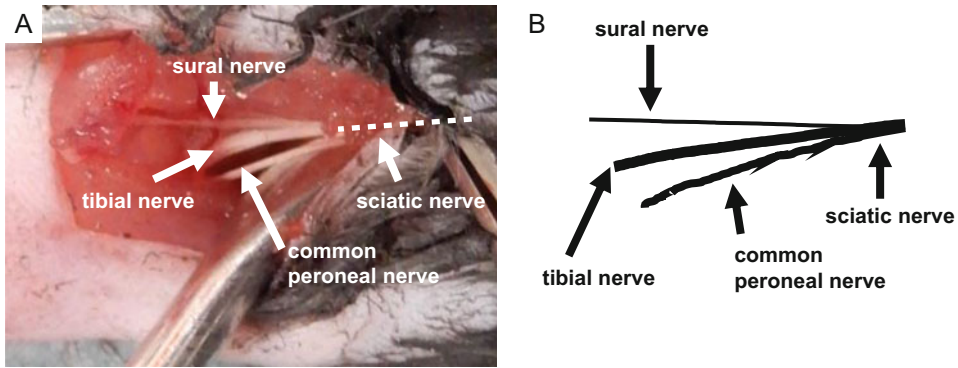 A
sural nerve
tibial nerve
sciatic nerve
common
peroneal nerve
B
sural nerve
sciatic nerve
common
peroneal nerve
tibial nerve